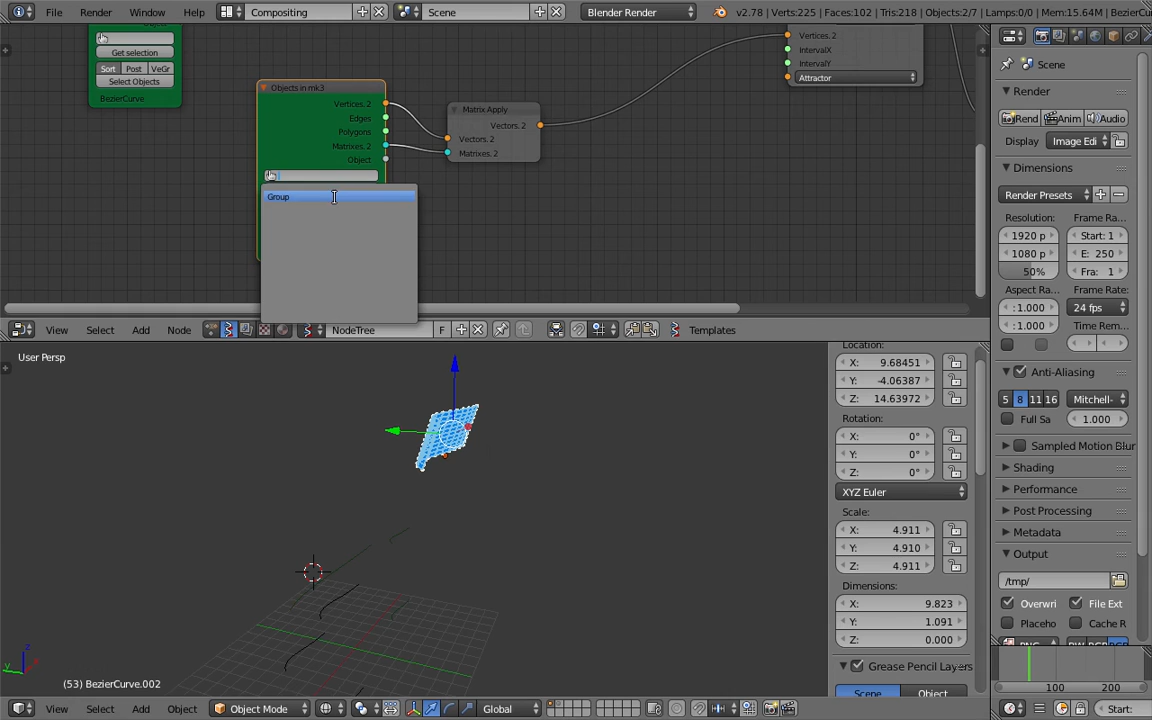 File Render Window Help Compositing Scene Blender Render v2.78 | Verts:225 | Faces:102 | Tris:218 | Objects:2/7 | Lamps:0/0 | Mem:15.64M | BezierCur
Get selection
Sort Post VeGr
Select Objects
BezierCurve
Objects in mk3
Vertices. 2
Edges
Polygons
Matrixes. 2
Object
Group
Matrix Apply
Vectors. 2
Vectors. 2
Matrixes. 2
Vertices. 2
IntervalX
IntervalY
Attractor
View Select Add Node NodeTree F Templates
User Persp
(53) BezierCurve.002
View Select Add Object Object Mode Global
Location:
X: 9.68451
Y: -4.06387
Z: 14.63972
Rotation:
X: 0°
Y: 0°
Z: 0°
XYZ Euler
Scale:
X: 4.911
Y: 4.910
Z: 4.911
Dimensions:
X: 9.823
Y: 1.091
Z: 0.000
Grease Pencil Layers
Scene Object
Scene
Render
Rend Anim Audio
Display Image Edi
Dimensions
Render Presets
Resolution: Frame Ra...
1920 p Start: 1
1080 p E: 250
50% Fra: 1
Aspect Ra... Frame Rate:
: 1.000 24 fps
: 1.000 Time Rem...
Anti-Aliasing
5 8 11 16 Mitchell-
Full Sa 1.000
Sampled Motion Blur
Shading
Performance
Post Processing
Metadata
Output
/tmp/
Overwri File Ext
Placeho Cache R
100 200
Start: